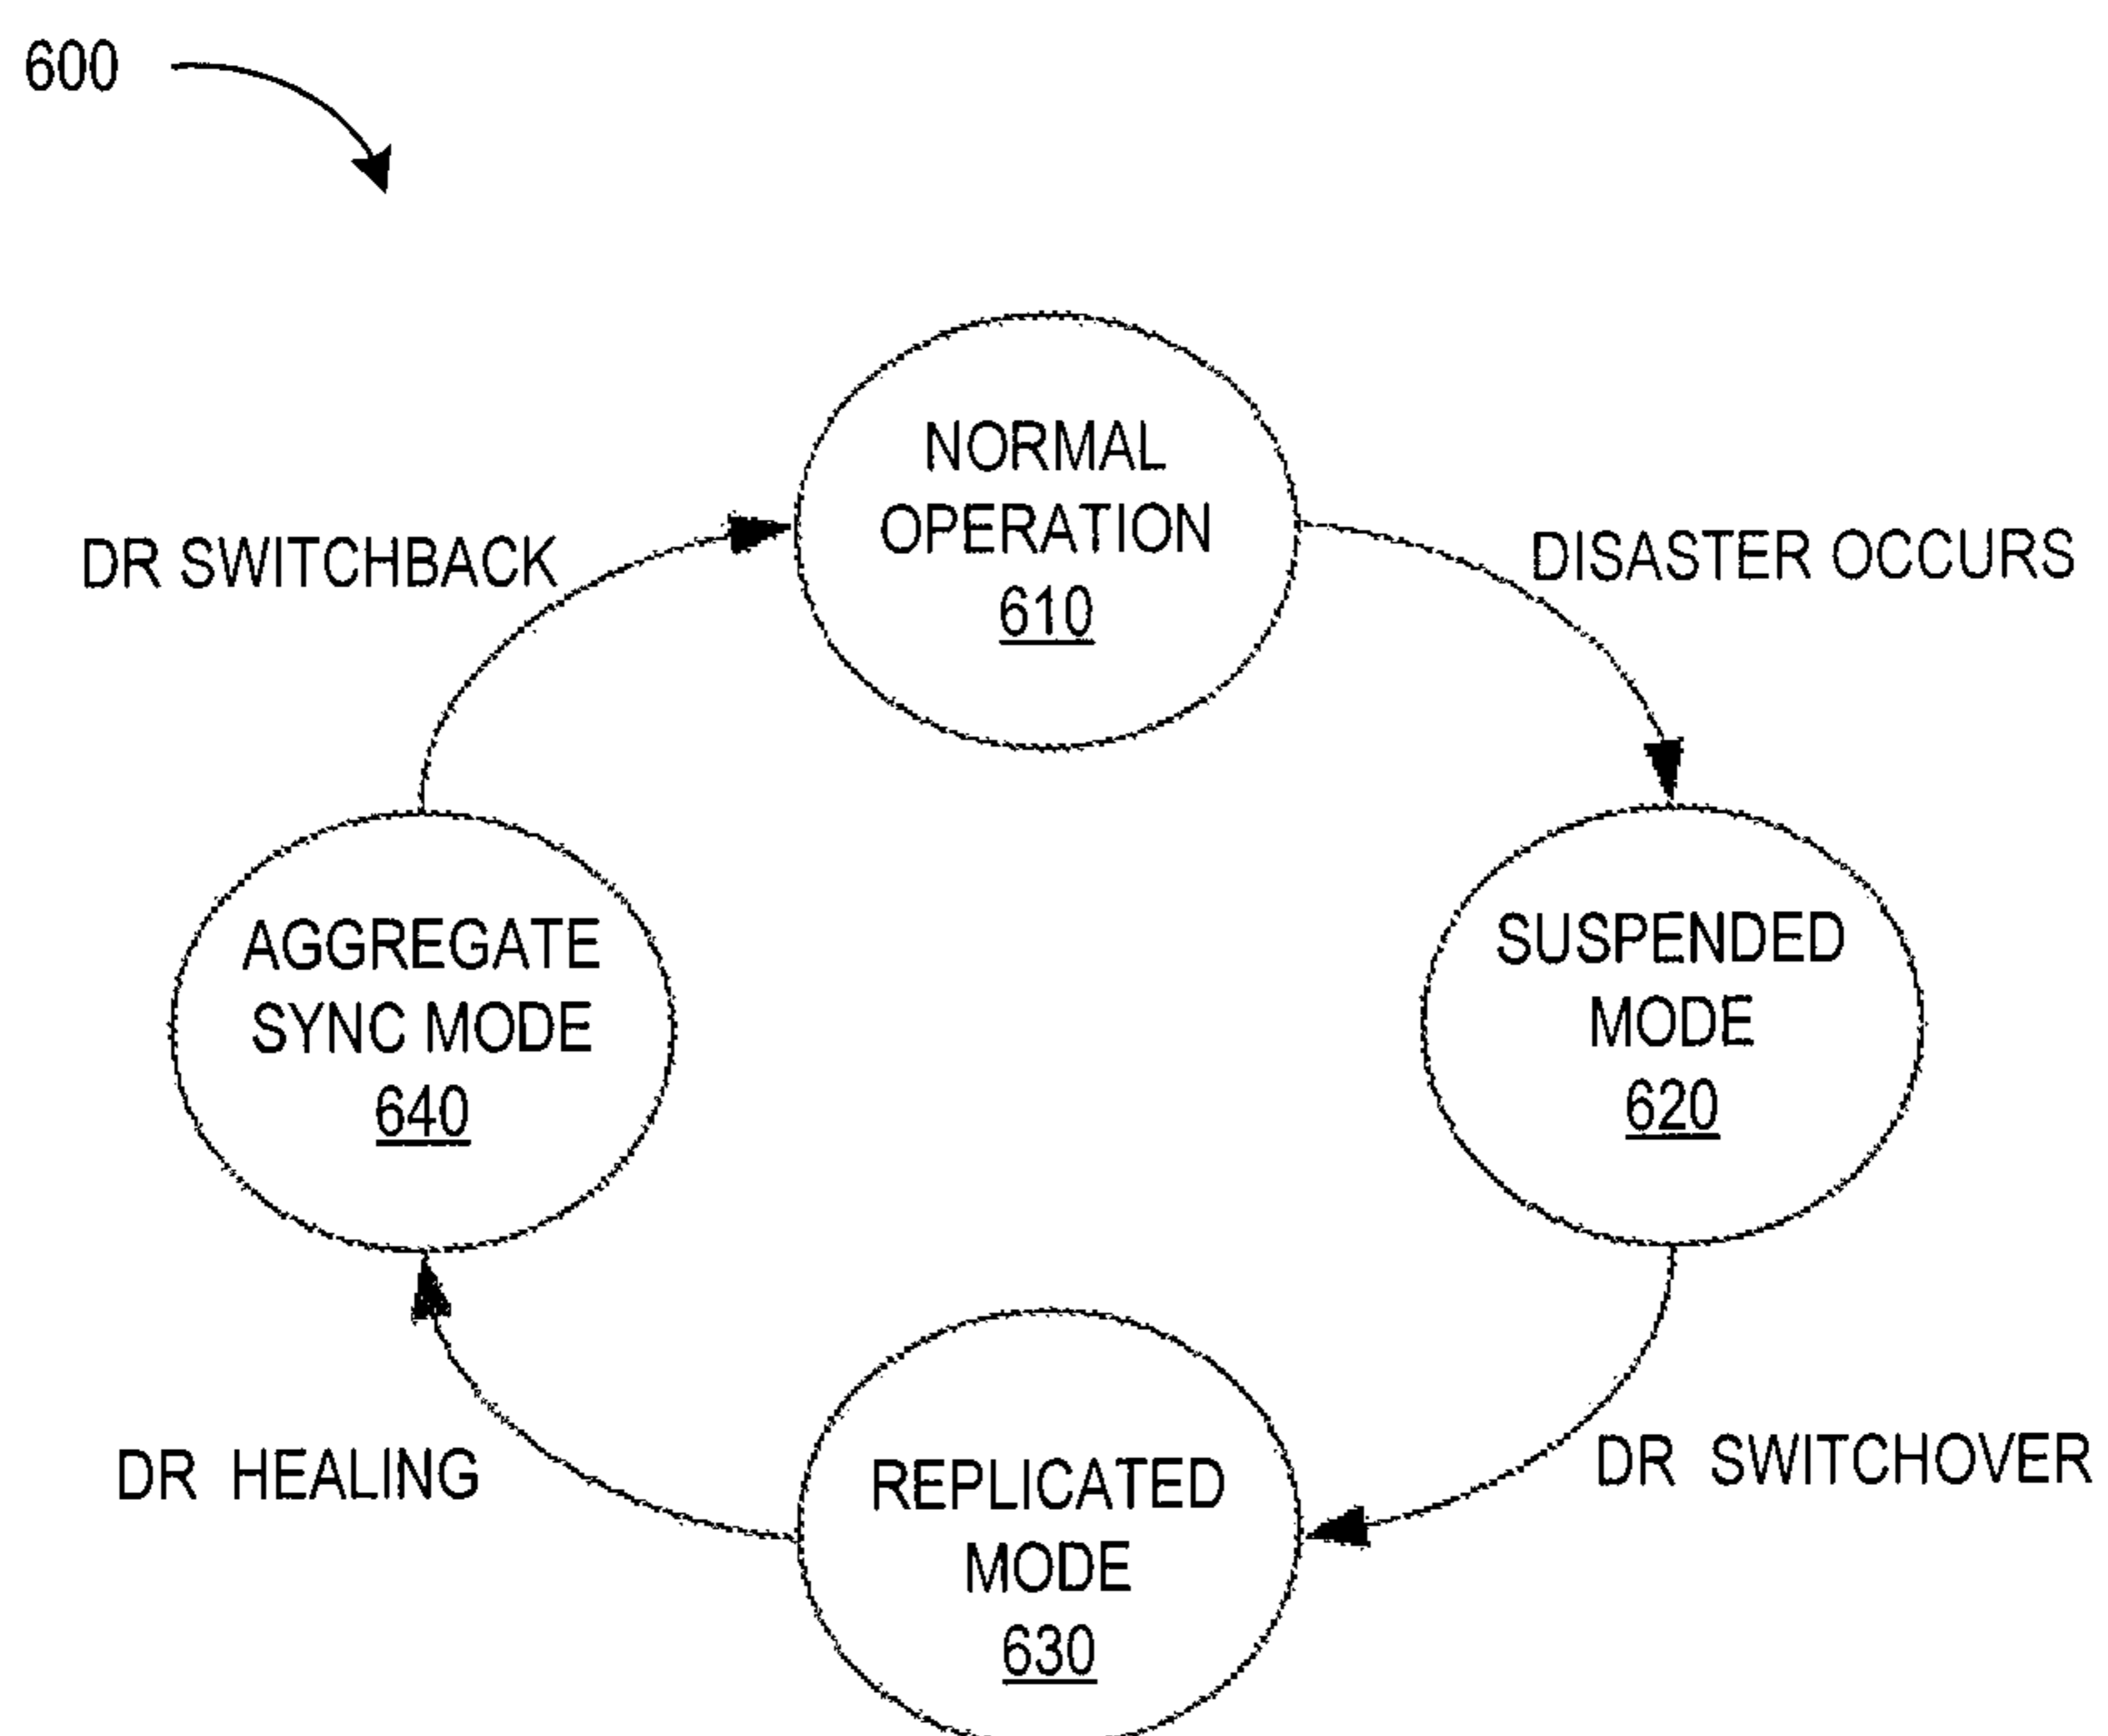 600
NORMAL
OPERATION
610
DR SWITCHBACK
DISASTER OCCURS
AGGREGATE
SYNC MODE
640
SUSPENDED
MODE
620
DR HEALING
DR SWITCHOVER
REPLICATED
MODE
630